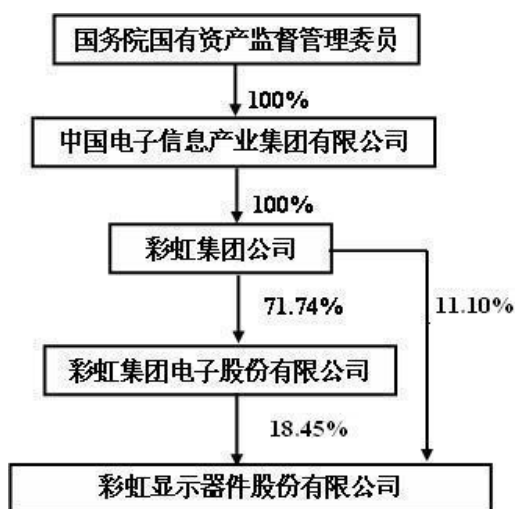 国务院国有资产监督管理委员
100%
中国电子信息产业集团有限公司
100%
彩虹集团公司
71.74%
11.10%
彩虹集团电子股份有限公司
18.45%
彩虹显示器件股份有限公司